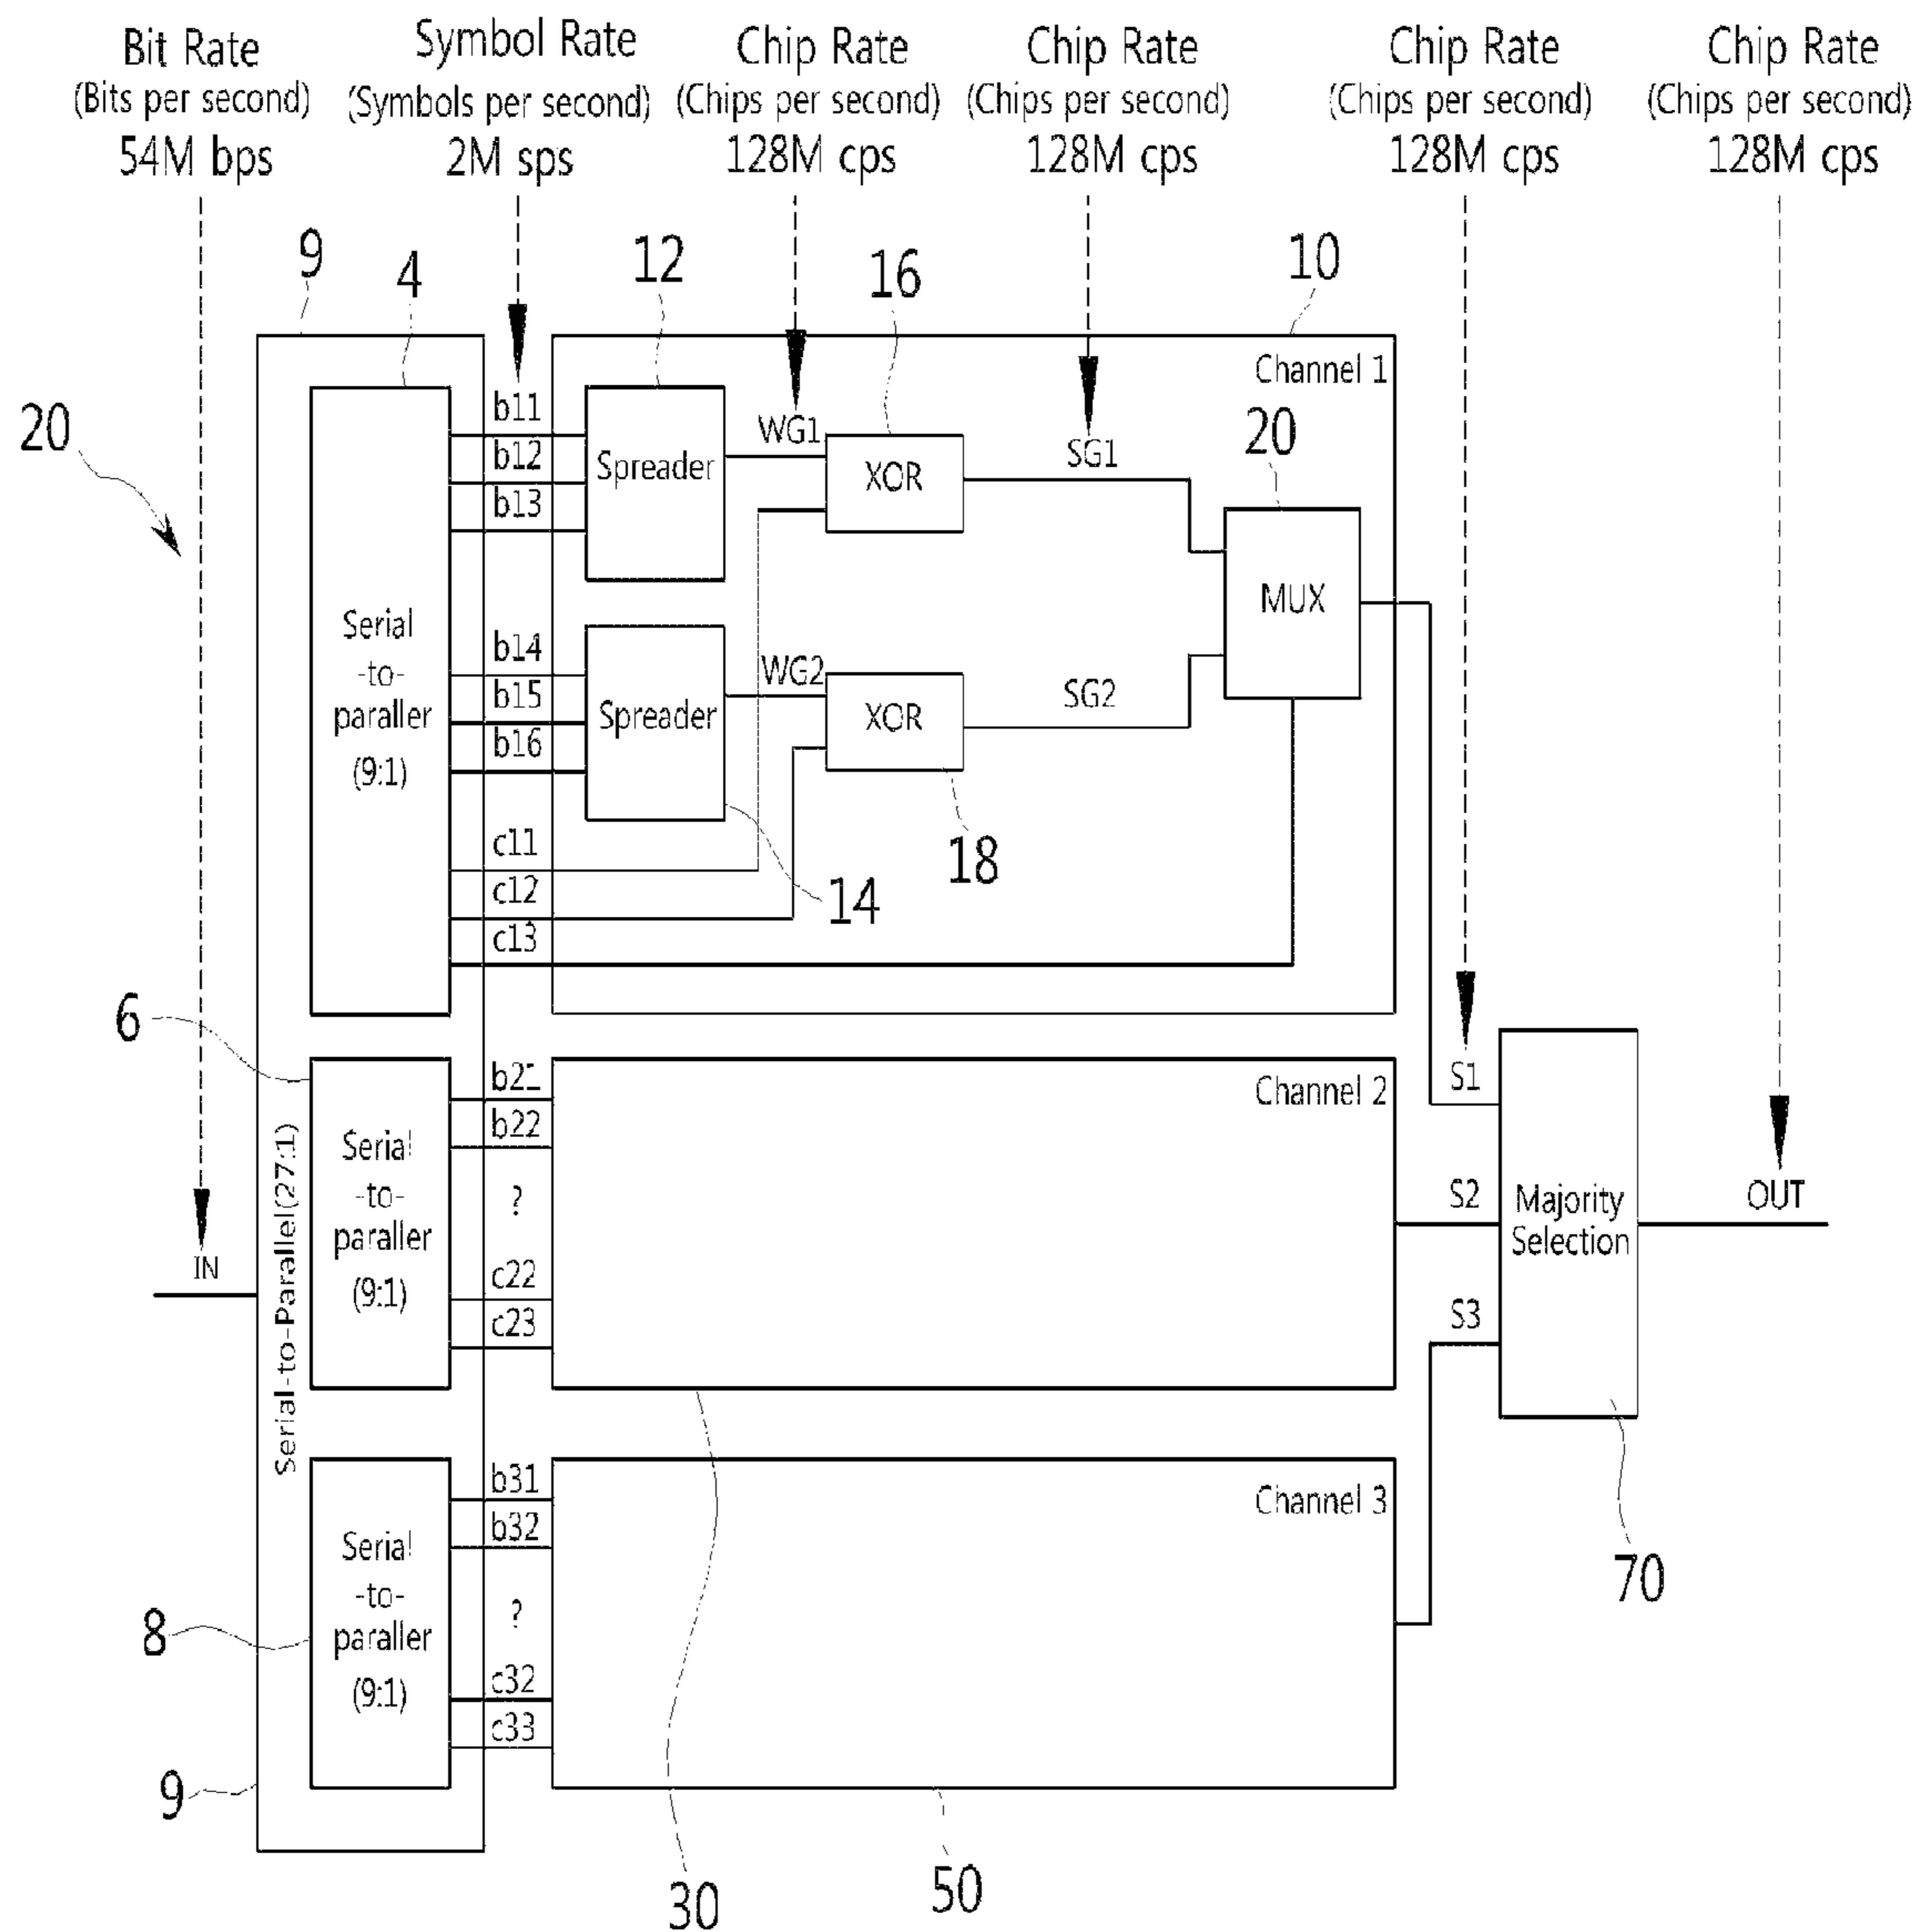 Bit Rate
(Bits per second)
54M bps
Symbol Rate
(Symbols per second)
2M sps
Chip Rate
(Chips per second)
128M cps
Chip Rate
(Chips per second)
128M cps
Chip Rate
(Chips per second)
128M cps
Chip Rate
(Chips per second)
128M cps
9
4
12
16
10
20
Channel 1
20
b11
b12
b13
Spreader
WG1
XOR
SG1
MUX
Serial
-to-
paraller
(9:1)
b14
b15
b16
Spreader
WG2
XOR
SG2
18
14
c11
c12
c13
6
Serial-to-Parallel(27:1)
IN
Serial
-to-
paraller
(9:1)
b21
b22
?
c22
c23
Channel 2
S1
S2
S3
Majority
Selection
OUT
70
8
Serial
-to-
paraller
(9:1)
b31
b32
?
c32
c33
Channel 3
9
30
50